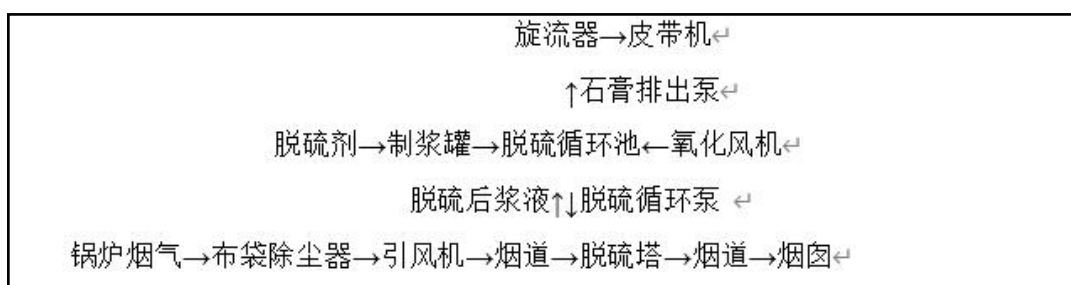 旋流器→皮带机↵
↑石膏排出泵↵
脱硫剂→制浆罐→脱硫循环池←氧化风机↵
脱硫后浆液↑↓脱硫循环泵 ↵
锅炉烟气→布袋除尘器→引风机→烟道→脱硫塔→烟道→烟囱↵